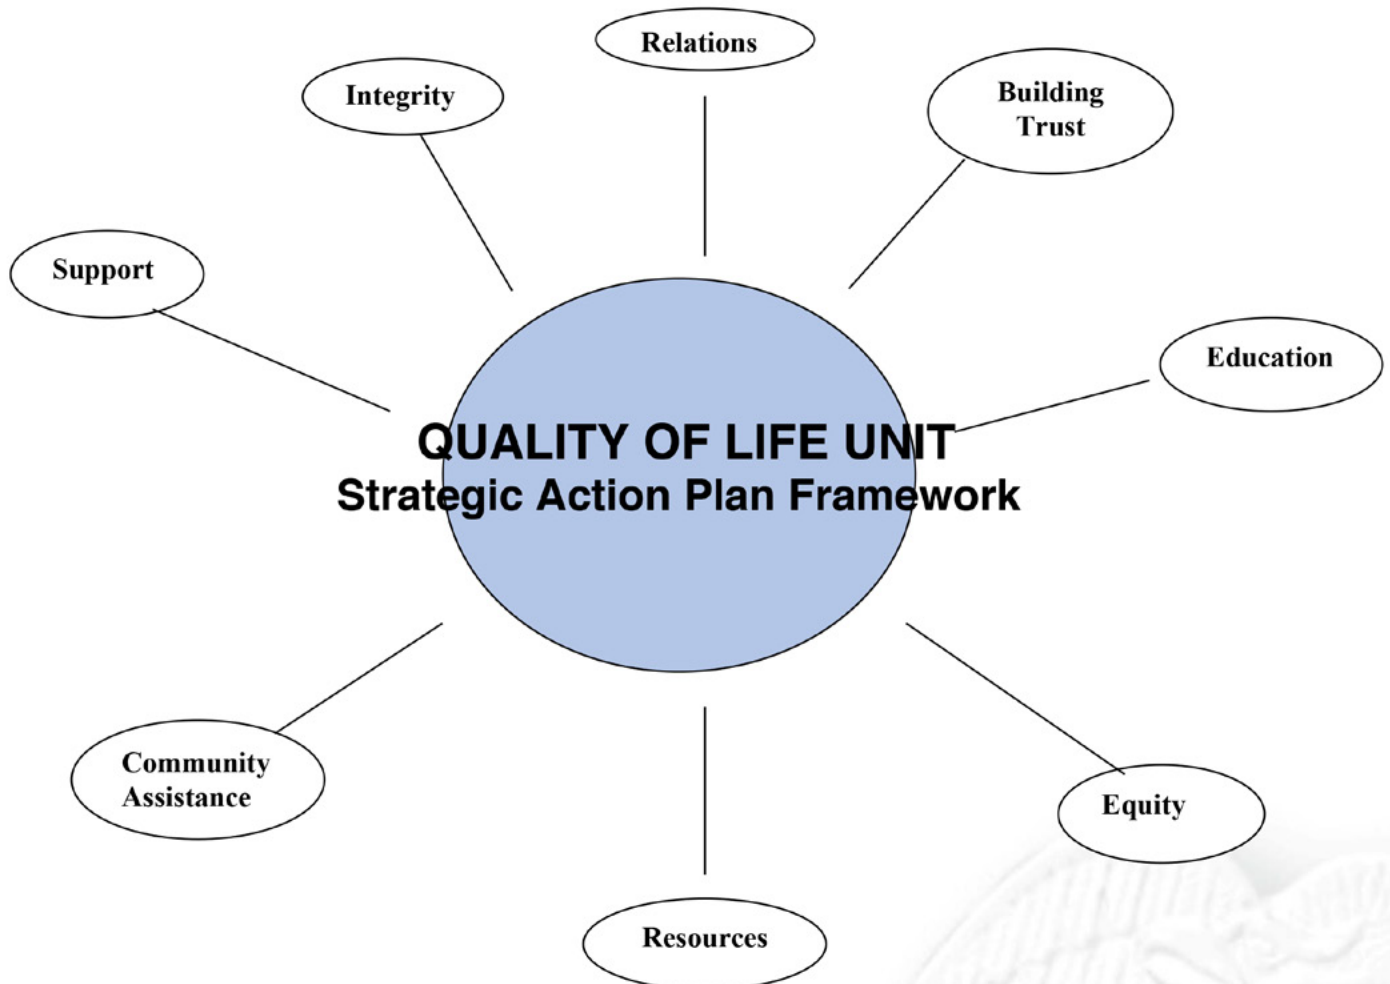 Relations
Integrity
Building
Trust
Support
Education
QUALITY OF LIFE UNIT
Strategic Action Plan Framework
Community
Assistance
Equity
Resources